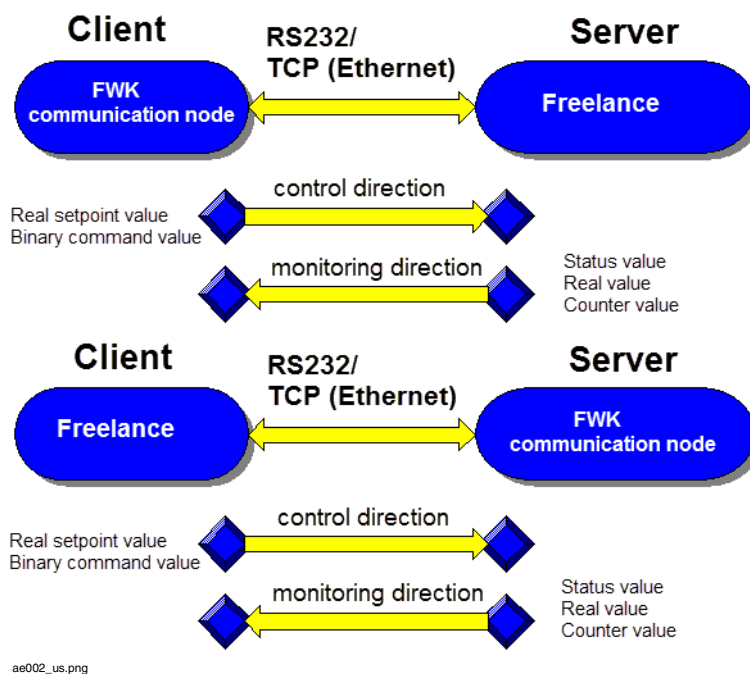 Client
RS232/
TCP (Ethernet)
Server
FWK
communication node
Freelance
control direction
Real setpoint value
Binary command value
monitoring direction
Status value
Real value
Counter value
Client
RS232/
TCP (Ethernet)
Server
Freelance
FWK
communication node
control direction
Real setpoint value
Binary command value
monitoring direction
Status value
Real value
Counter value
ae002_us.png